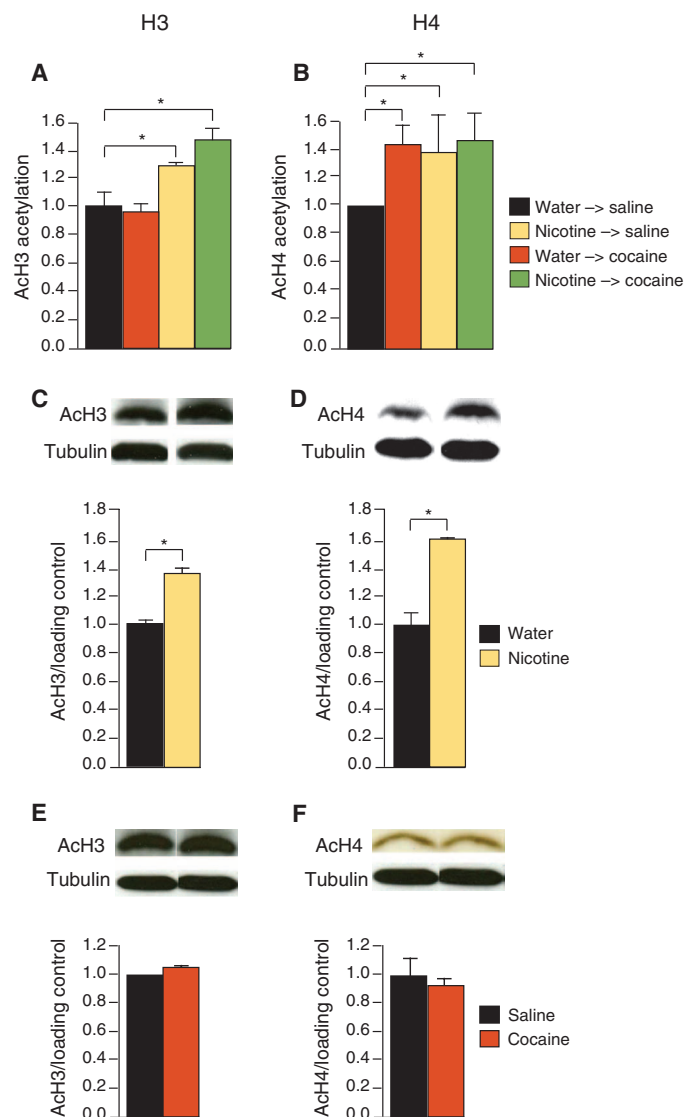 H3 H4
A B
* *
* *
*
1.6 1.6
1.4 1.4
1.2 1.2
1.0 1.0
0.8 0.8
0.6 0.6
0.4 0.4
0.2 0.2
0.0 0.0
AcH3 acetylation AcH4 acetylation
Water –> saline
Nicotine –> saline
Water –> cocaine
Nicotine –> cocaine
C D
AcH3 AcH4
Tubulin Tubulin
1.8 1.8
1.6 1.6
1.4 1.4
1.2 1.2
1.0 1.0
0.8 0.8
0.6 0.6
0.4 0.4
0.2 0.2
0.0 0.0
* *
AcH3/loading control AcH4/loading control
Water
Nicotine
E F
AcH3 AcH4
Tubulin Tubulin
1.2 1.2
1.0 1.0
0.8 0.8
0.6 0.6
0.4 0.4
0.2 0.2
0.0 0.0
AcH3/loading control AcH4/loading control
Saline
Cocaine